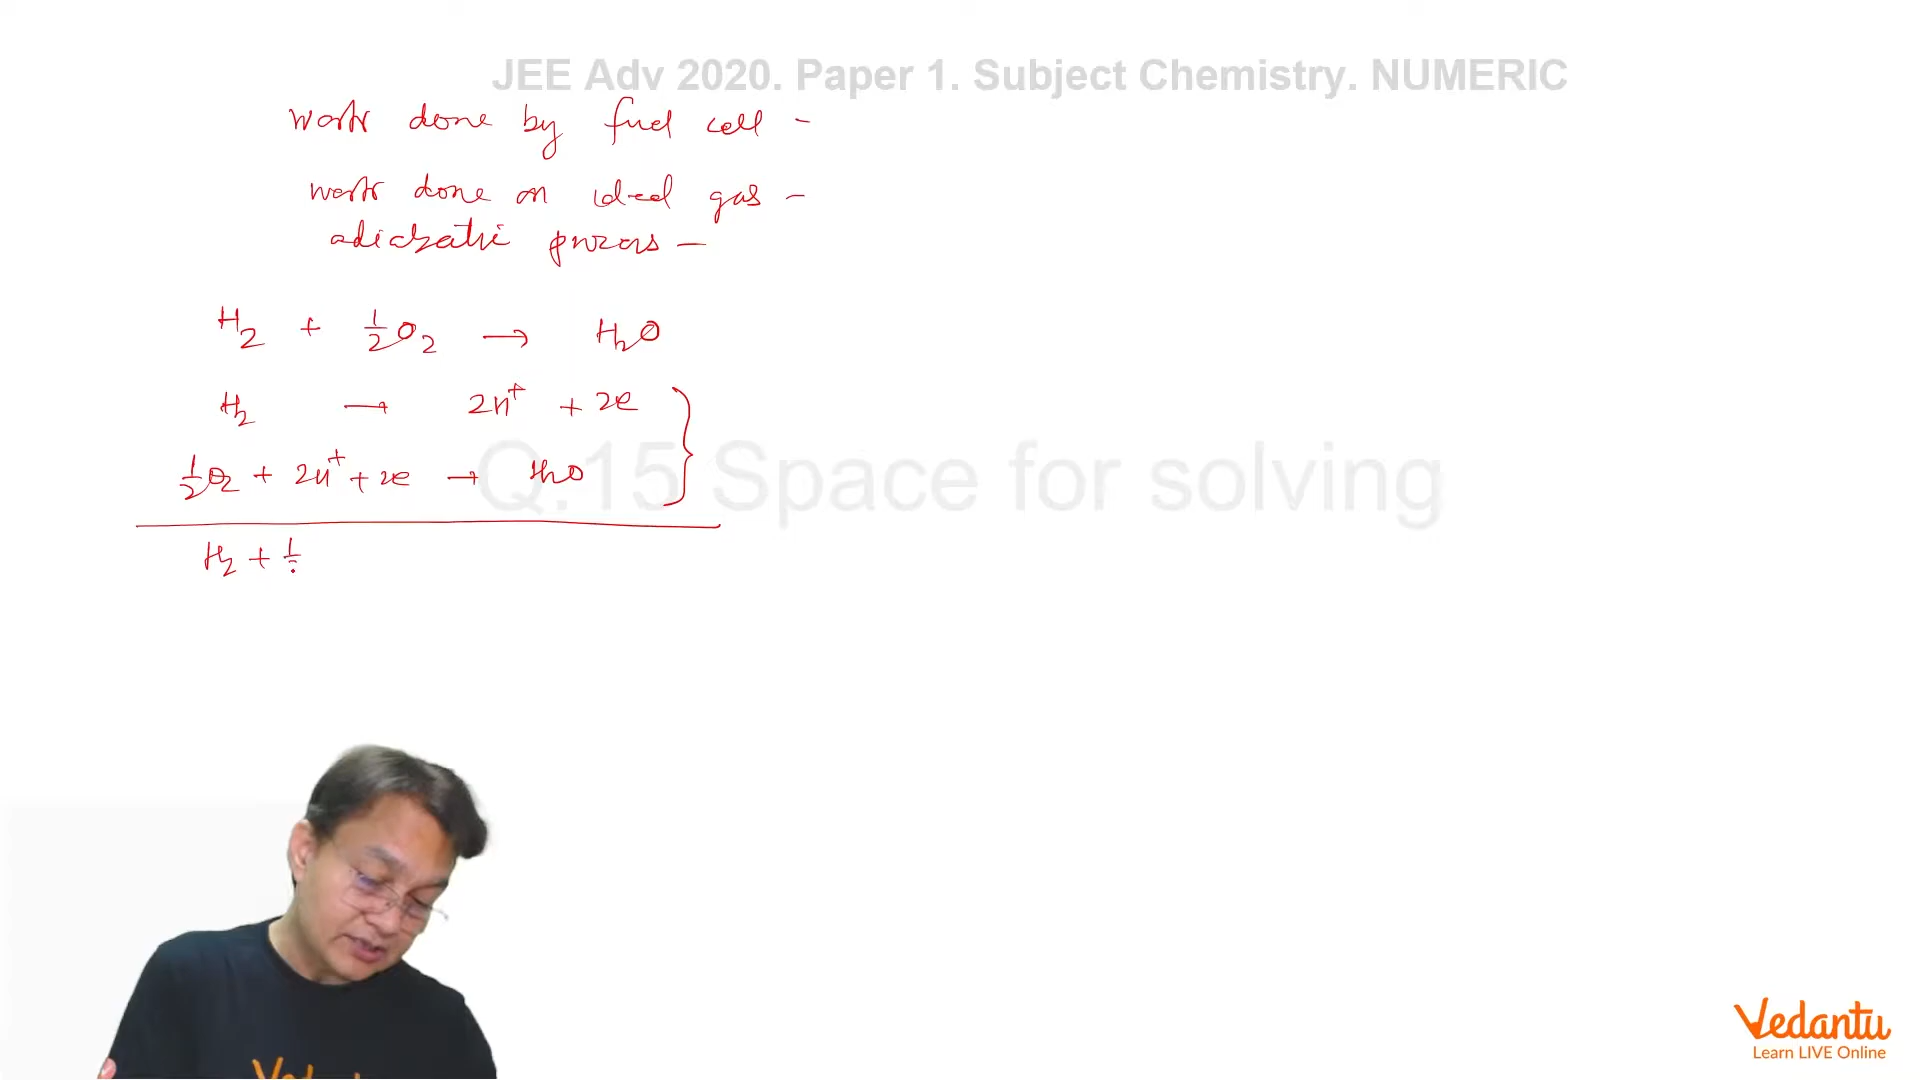 JEE Adv 2020. Paper 1. Subject Chemistry. NUMERIC
work done by fuel cell -
work done on ideal gas -
adiabatic process -
H₂ + 1/2 O₂ → H₂O
H₂ → 2H⁺ + 2e
1/2 O₂ + 2H⁺ + 2e → H₂O
Q.15 Space for solving
H₂ + 1
Vedantu
Learn LIVE Online